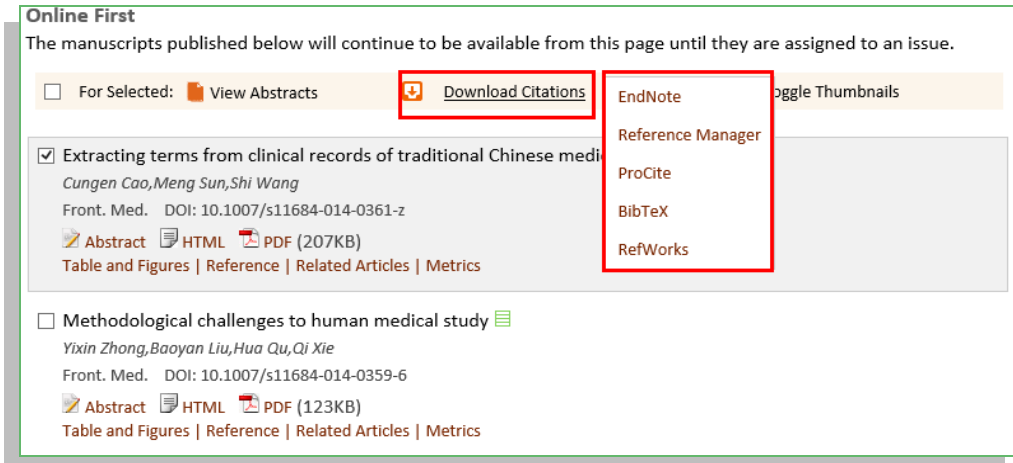 Online First
The manuscripts published below will continue to be available from this page until they are assigned to an issue.
For Selected: View Abstracts Download Citations oggle Thumbnails
EndNote
Reference Manager
ProCite
BibTeX
RefWorks
Extracting terms from clinical records of traditional Chinese medi
Cungen Cao,Meng Sun,Shi Wang
Front. Med. DOI: 10.1007/s11684-014-0361-z
Abstract HTML PDF (207KB)
Table and Figures | Reference | Related Articles | Metrics
Methodological challenges to human medical study
Yixin Zhong,Baoyan Liu,Hua Qu,Qi Xie
Front. Med. DOI: 10.1007/s11684-014-0359-6
Abstract HTML PDF (123KB)
Table and Figures | Reference | Related Articles | Metrics